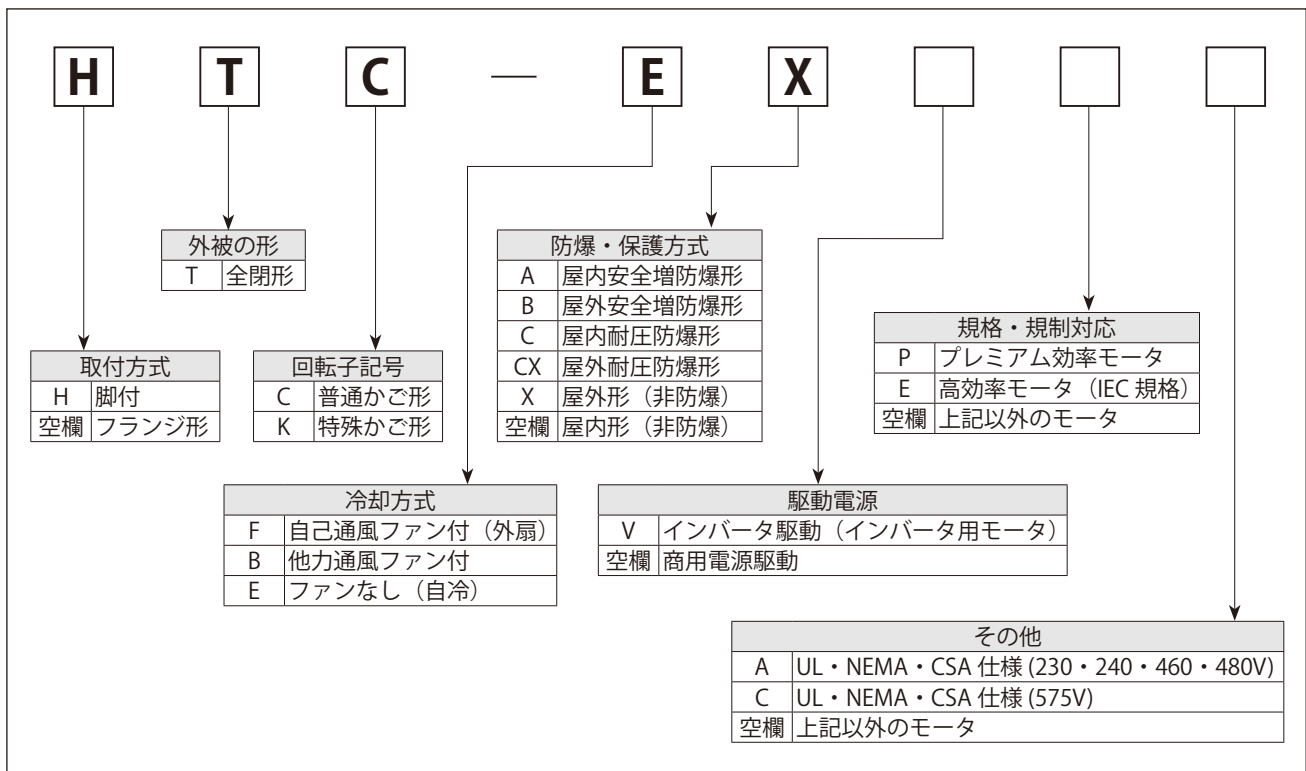 H T C — E X
外被の形
T 全閉形
取付方式
H 脚付
空欄 フランジ形
回転子記号
C 普通かご形
K 特殊かご形
防爆・保護方式
A 屋内安全増防爆形
B 屋外安全増防爆形
C 屋内耐圧防爆形
CX 屋外耐圧防爆形
X 屋外形（非防爆）
空欄 屋内形（非防爆）
規格・規制対応
P プレミアム効率モータ
E 高効率モータ（IEC 規格）
空欄 上記以外のモータ
冷却方式
F 自己通風ファン付（外扇）
B 他力通風ファン付
E ファンなし（自冷）
駆動電源
V インバータ駆動（インバータ用モータ）
空欄 商用電源駆動
その他
A UL・NEMA・CSA 仕様 (230・240・460・480V)
C UL・NEMA・CSA 仕様 (575V)
空欄 上記以外のモータ